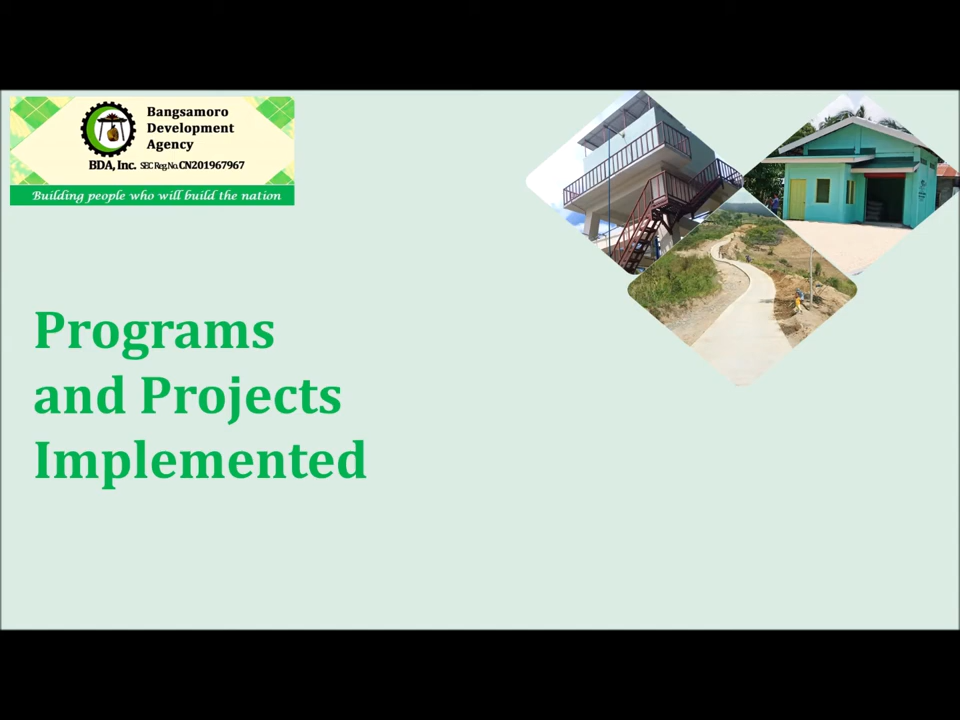 Bangsamoro
Development
Agency
BDA, Inc. SEC Reg.No.CN201967967
Building people who will build the nation
Programs
and Projects
Implemented